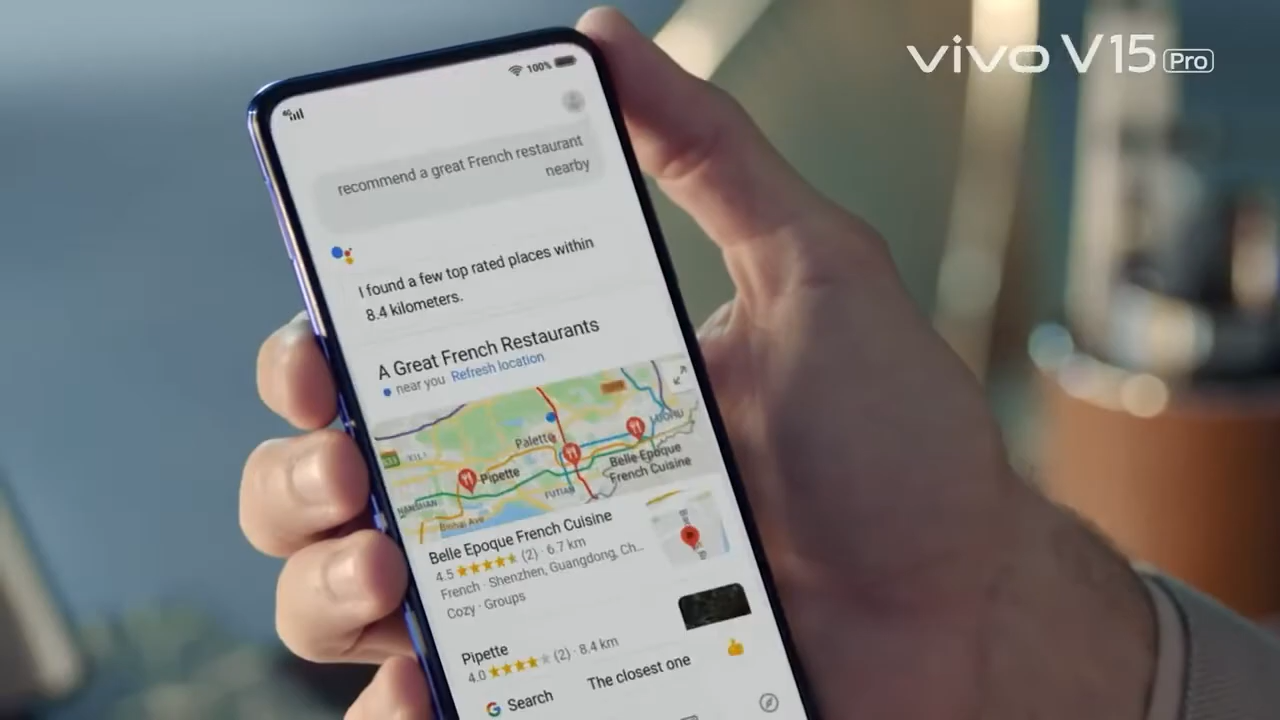 vivo V15 Pro
4G
100%
recommend a great French restaurant
nearby
I found a few top rated places within
8.4 kilometers.
A Great French Restaurants
near you Refresh location
Palette
LUOHU
Pipette
Belle Epoque
French Cuisine
NANSHAN
FUTIAN
Binhai Ave
Belle Epoque French Cuisine
4.5 (2) · 6.7 km
French · Shenzhen, Guangdong, Ch...
Cozy · Groups
Pipette
4.0 (2) · 8.4 km
Search
The closest one